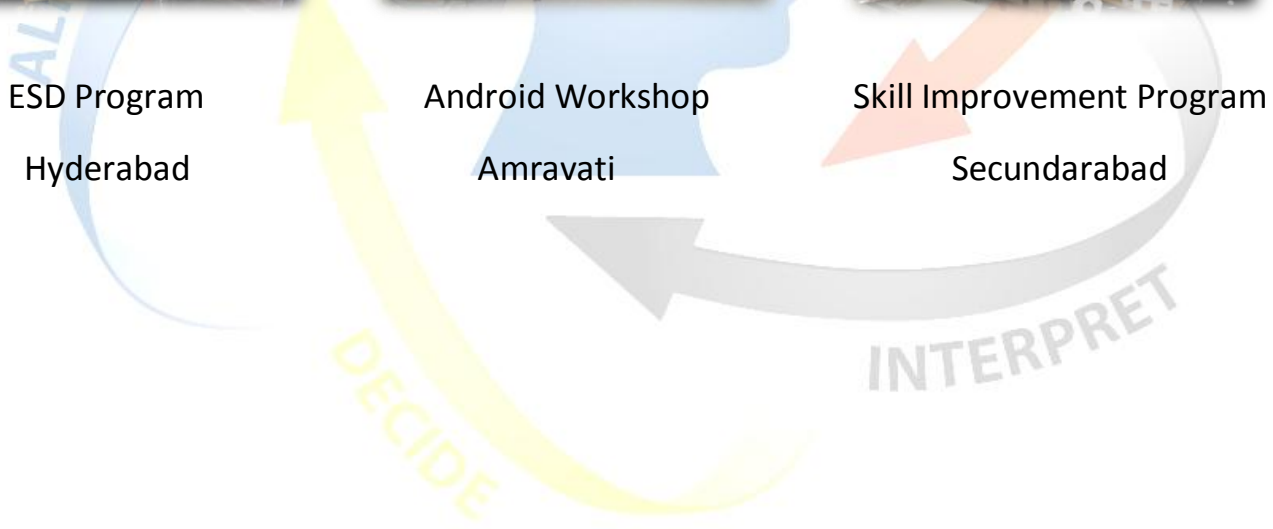 ESD Program Android Workshop Skill Improvement Program
Hyderabad Amravati Secundarabad
INTERPRET
DECIDE